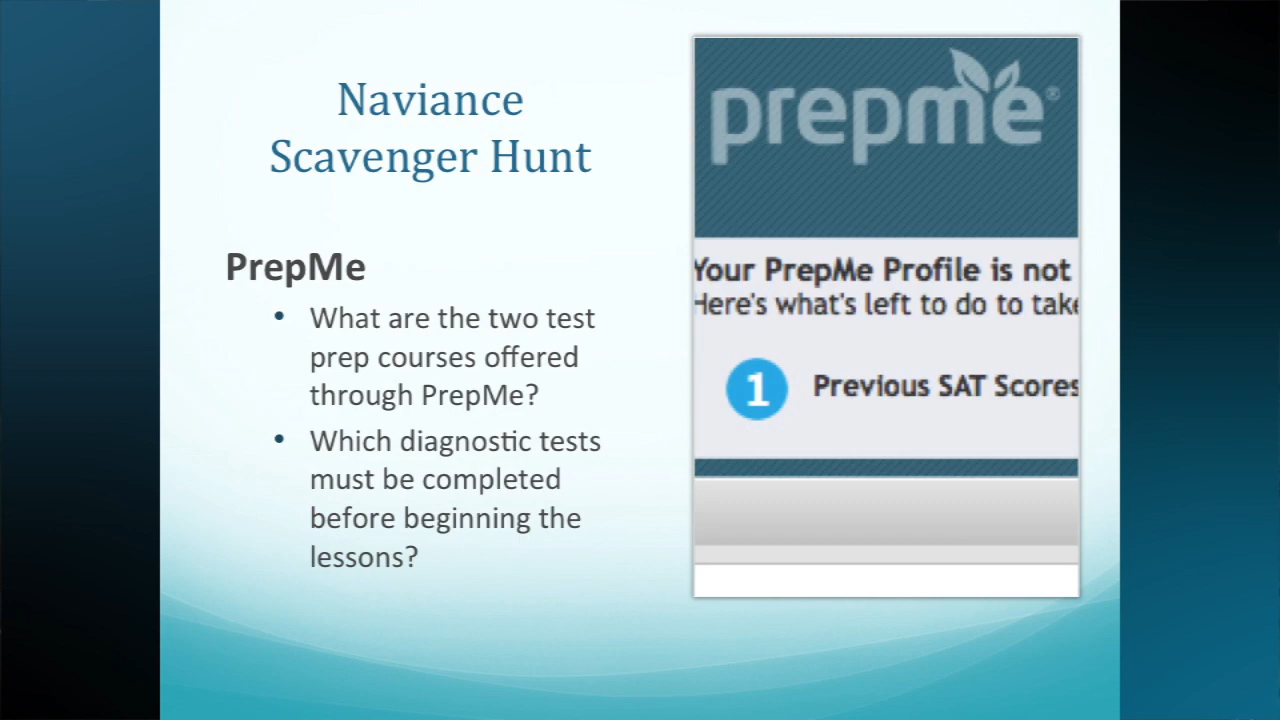 Naviance
Scavenger Hunt
PrepMe
• What are the two test
prep courses offered
through PrepMe?
• Which diagnostic tests
must be completed
before beginning the
lessons?
prepme®
Your PrepMe Profile is not
Here's what's left to do to take
1 Previous SAT Scores